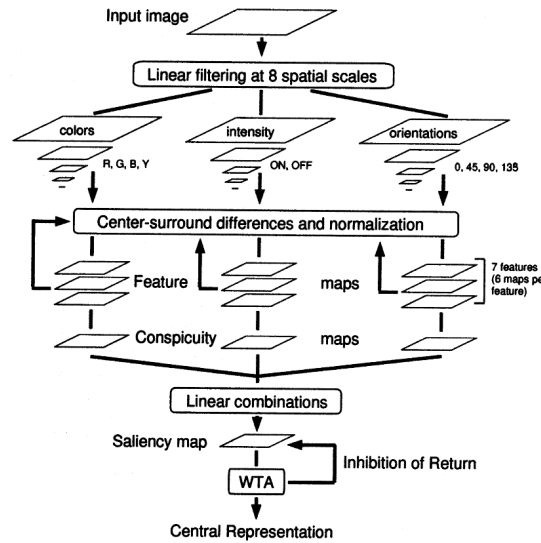 Input image
Linear filtering at 8 spatial scales
colors
intensity
orientations
R, G, B, Y
ON, OFF
0, 45, 90, 135
Center-surround differences and normalization
Feature maps
7 features
(6 maps pe
feature)
Conspicuity maps
Linear combinations
Saliency map
Inhibition of Return
WTA
Central Representation